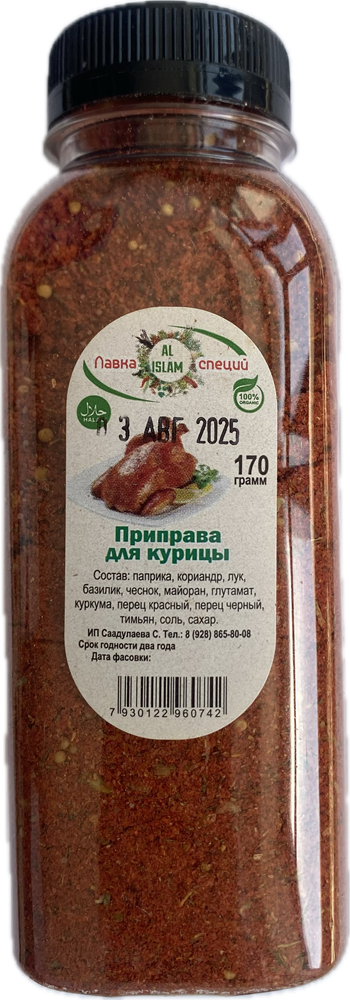 AL
Лавка ISLAM специй
حلال
HALAL
100%
ORGANIC
3 АВГ 2025
170
грамм
Приправа
для курицы
Состав: паприка, кориандр, лук,
базилик, чеснок, майоран, глутамат,
куркума, перец красный, перец черный,
тимьян, соль, сахар.
ИП Саадулаева С. Тел.: 8 (928) 865-80-08
Срок годности два года
Дата фасовки:
7 930122 960742